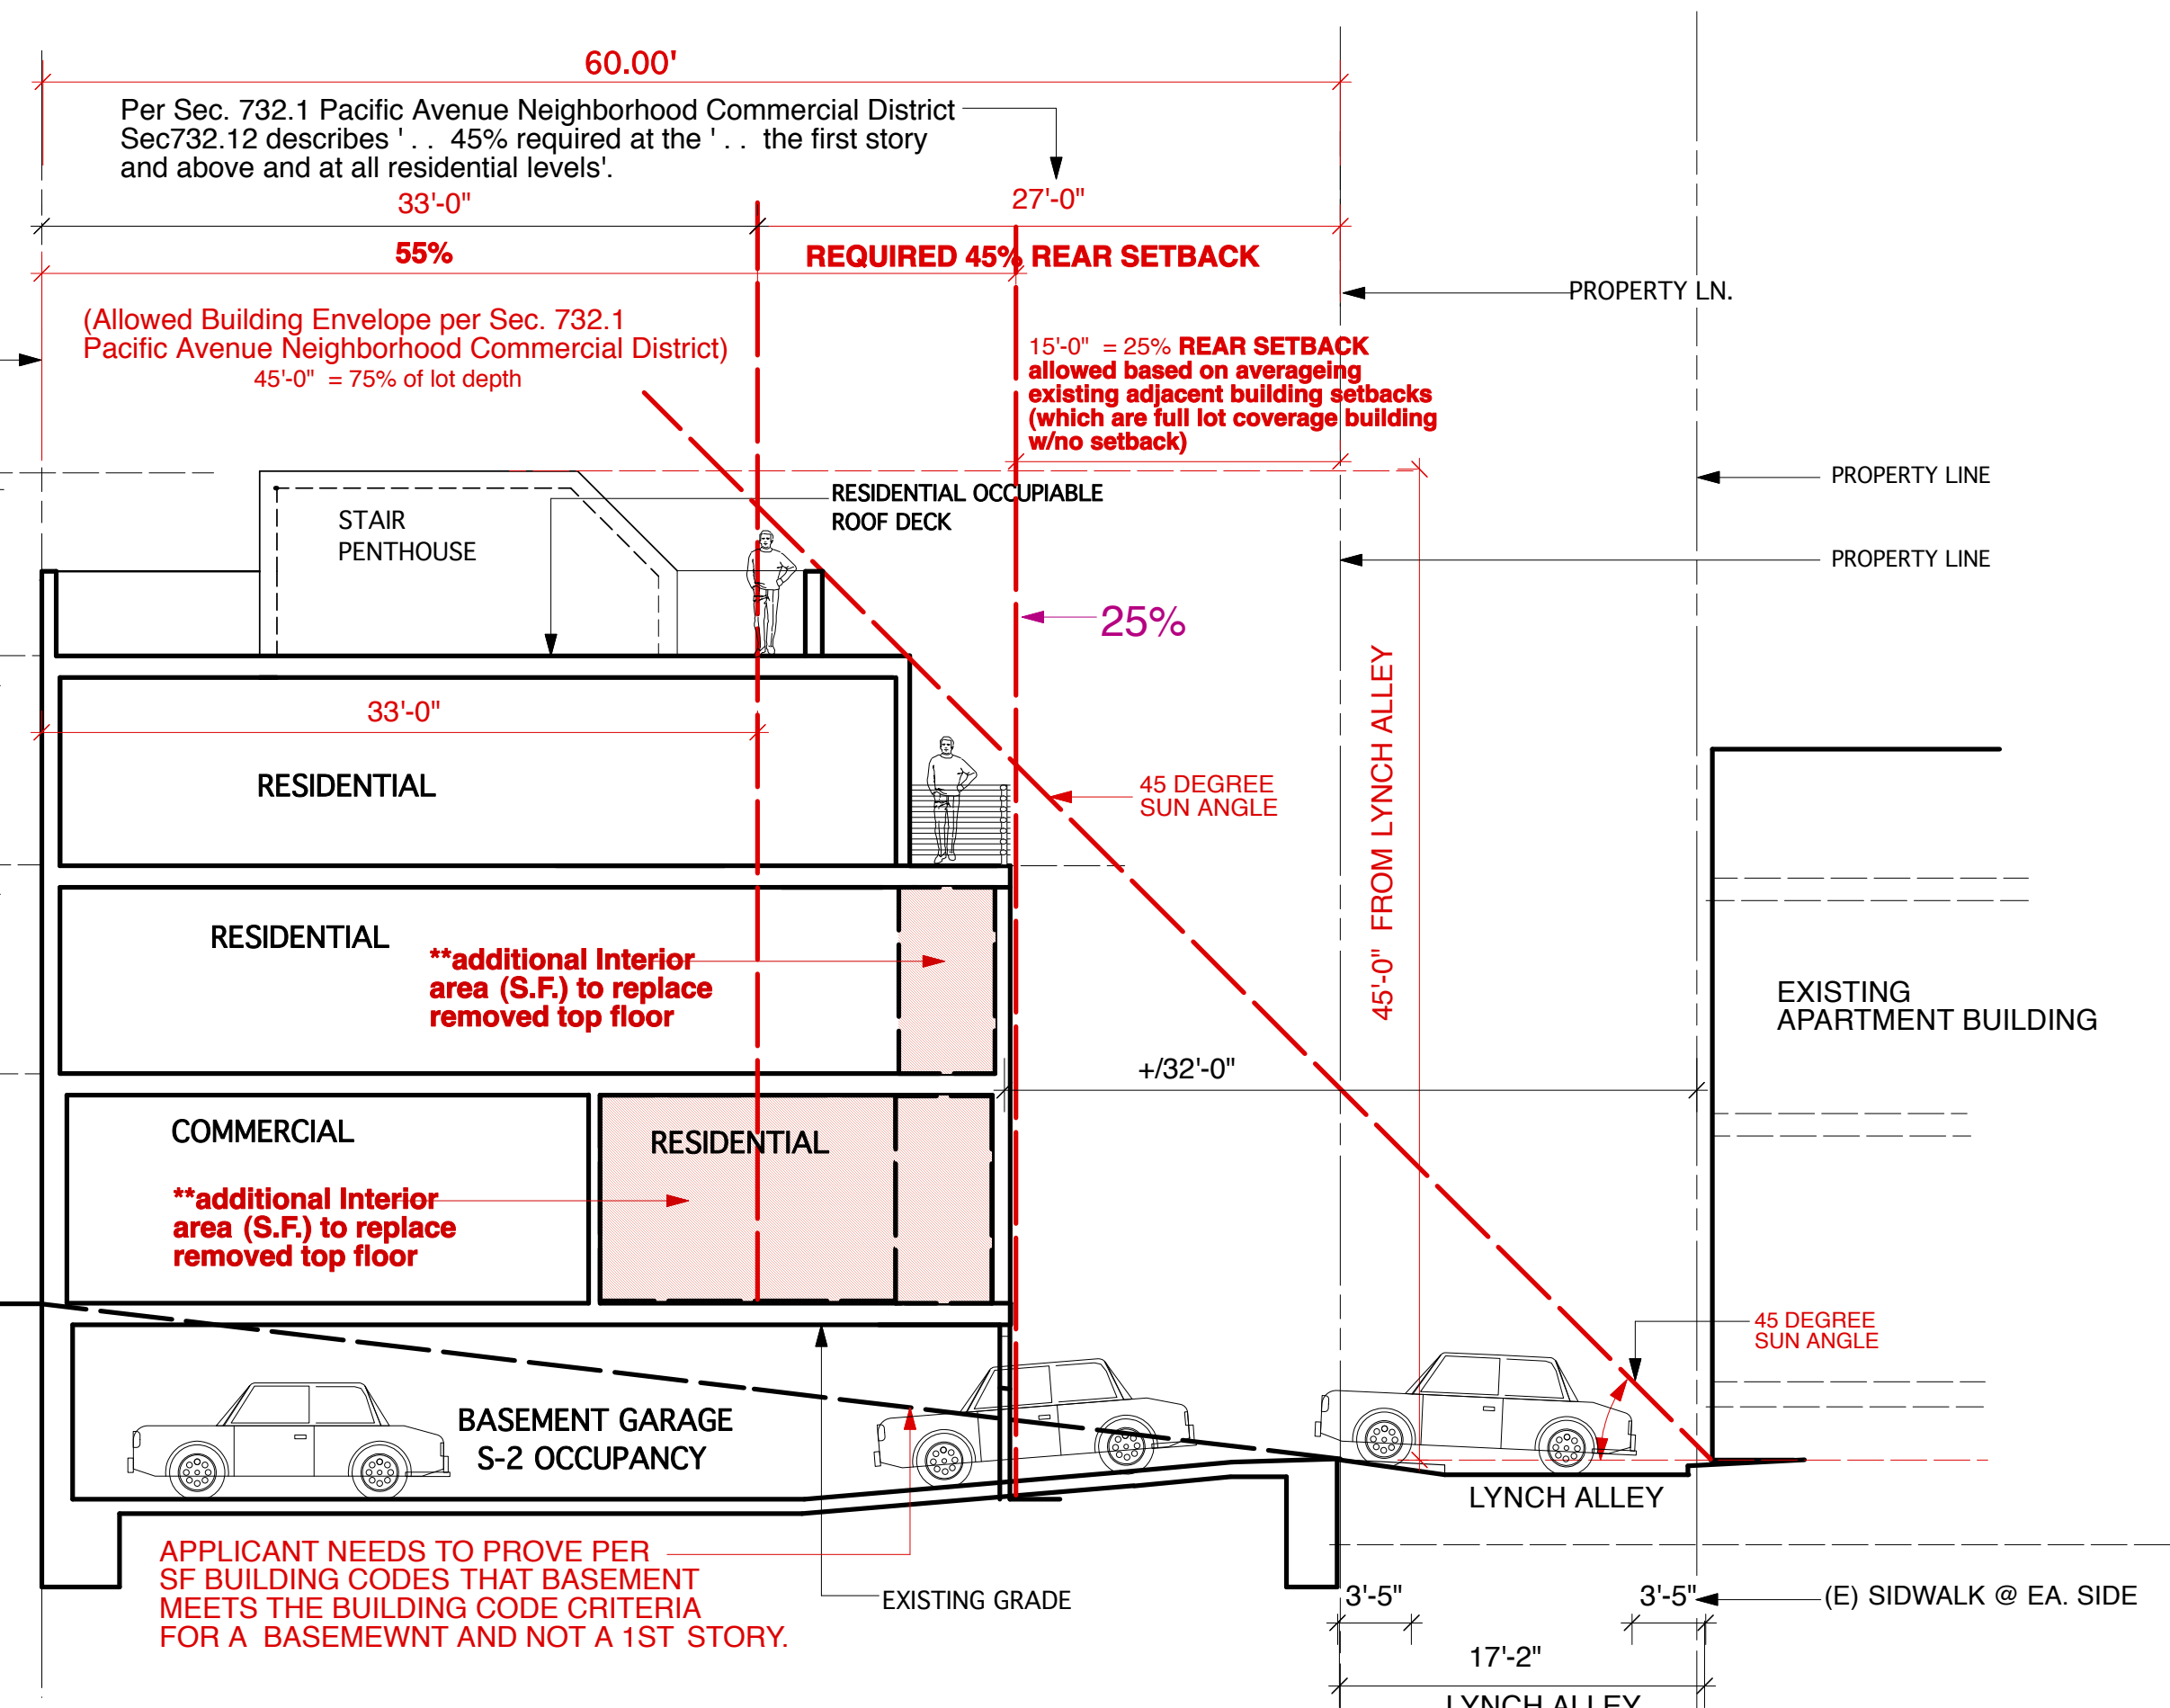 60.00'
Per Sec. 732.1 Pacific Avenue Neighborhood Commercial District
Sec732.12 describes ' . . 45% required at the ' . . the first story
and above and at all residential levels'.
33'-0"
27'-0"
55%
REQUIRED 45% REAR SETBACK
PROPERTY LN.
(Allowed Building Envelope per Sec. 732.1
Pacific Avenue Neighborhood Commercial District)
45'-0" = 75% of lot depth
15'-0" = 25% REAR SETBACK
allowed based on averageing
existing adjacent building setbacks
(which are full lot coverage building
w/no setback)
PROPERTY LINE
RESIDENTIAL OCCUPIABLE
ROOF DECK
STAIR
PENTHOUSE
PROPERTY LINE
25%
45'-0" FROM LYNCH ALLEY
33'-0"
RESIDENTIAL
45 DEGREE
SUN ANGLE
RESIDENTIAL
**additional Interior
area (S.F.) to replace
removed top floor
EXISTING
APARTMENT BUILDING
+/32'-0"
COMMERCIAL
RESIDENTIAL
**additional Interior
area (S.F.) to replace
removed top floor
45 DEGREE
SUN ANGLE
BASEMENT GARAGE
S-2 OCCUPANCY
LYNCH ALLEY
APPLICANT NEEDS TO PROVE PER
SF BUILDING CODES THAT BASEMENT
MEETS THE BUILDING CODE CRITERIA
FOR A BASEMEWNT AND NOT A 1ST STORY.
EXISTING GRADE
3'-5"
3'-5"
(E) SIDWALK @ EA. SIDE
17'-2"
LYNCH ALLEY